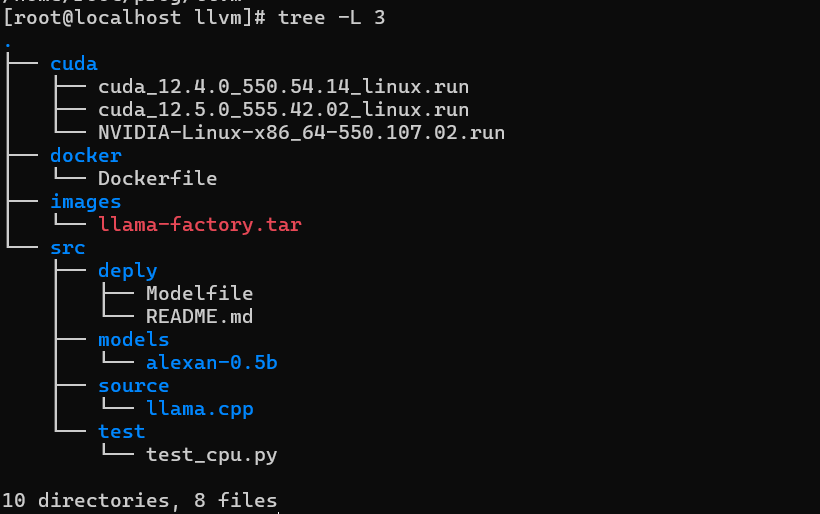 [root@localhost llvm]# tree -L 3
.
├── cuda
│   ├── cuda_12.4.0_550.54.14_linux.run
│   ├── cuda_12.5.0_555.42.02_linux.run
│   └── NVIDIA-Linux-x86_64-550.107.02.run
├── docker
│   └── Dockerfile
├── images
│   └── llama-factory.tar
└── src
    ├── deply
    │   ├── Modelfile
    │   └── README.md
    ├── models
    │   └── alexan-0.5b
    ├── source
    │   └── llama.cpp
    └── test
        └── test_cpu.py

10 directories, 8 files